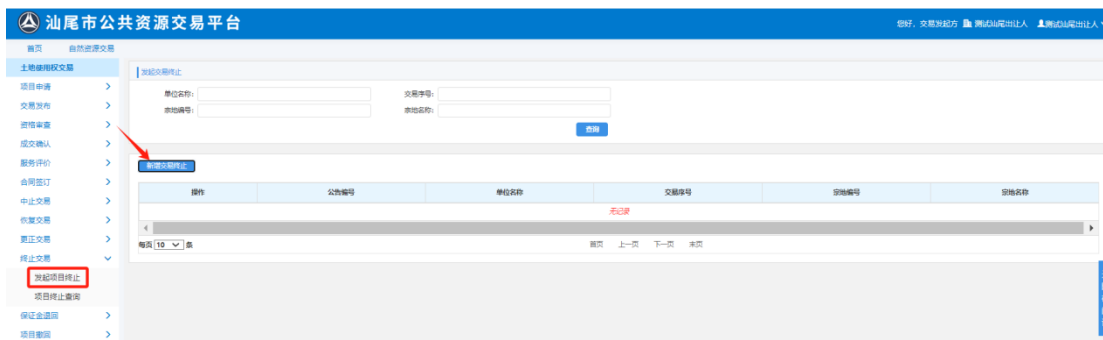 汕尾市公共资源交易平台
您好，交易发起方 测试汕尾出让人 测试汕尾出让人
首页 自然资源交易
土地使用权交易
项目申请
交易发布
资格审查
成交确认
服务评价
合同签订
中止交易
恢复交易
更正交易
终止交易
发起项目终止
项目终止查询
保证金退回
项目撤回
发起交易终止
单位名称: 交易序号:
宗地编号: 宗地名称:
查询
新增交易终止
操作 公告编号 单位名称 交易序号 宗地编号 宗地名称
无记录
每页 10 条 首页 上一页 下一页 末页